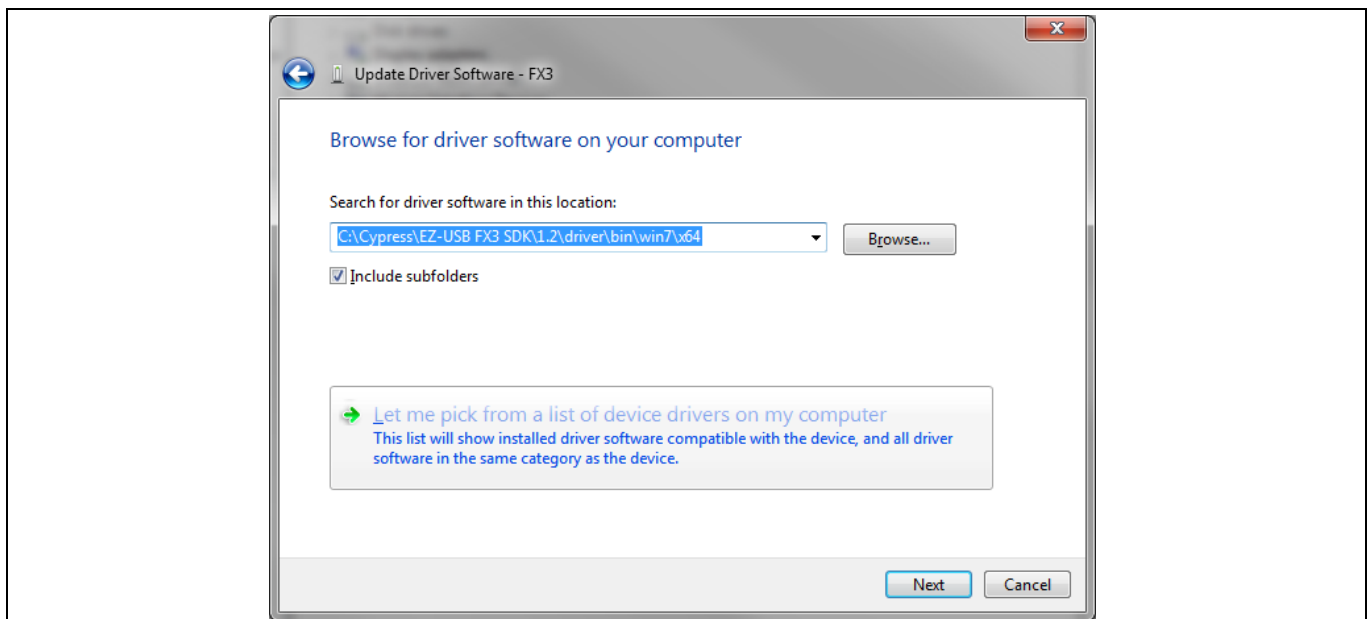 Update Driver Software - FX3
Browse for driver software on your computer
Search for driver software in this location:
C:\Cypress\EZ-USB FX3 SDK\1.2\driver\bin\win7\x64
Browse...
Include subfolders
Let me pick from a list of device drivers on my computer
This list will show installed driver software compatible with the device, and all driver
software in the same category as the device.
Next
Cancel